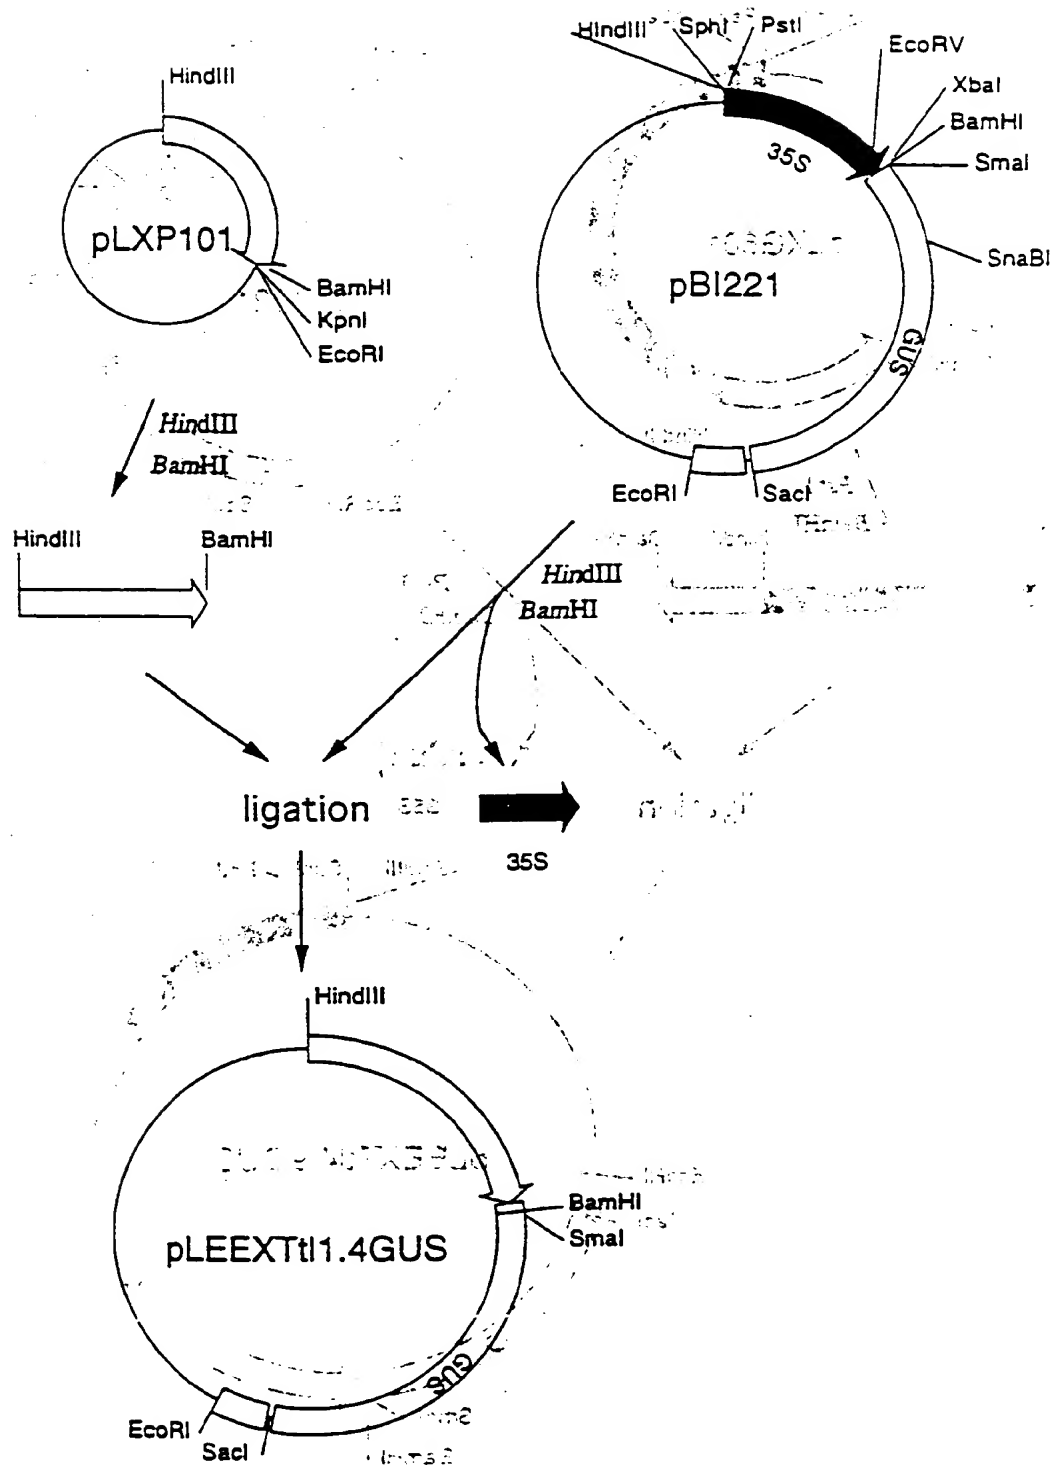 HindIII
pLXP101
BamHI
KpnI
EcoRI
HindIII
BamHI
HindIII
BamHI
HindIII
SphI
PstI
EcoRV
XbaI
BamHI
SmaI
35S
SnaBI
pBI221
GUS
EcoRI
SacI
HindIII
BamHI
ligation
35S
HindIII
BamHI
SmaI
pLEEXTtl1.4GUS
GUS
EcoRI
SacI